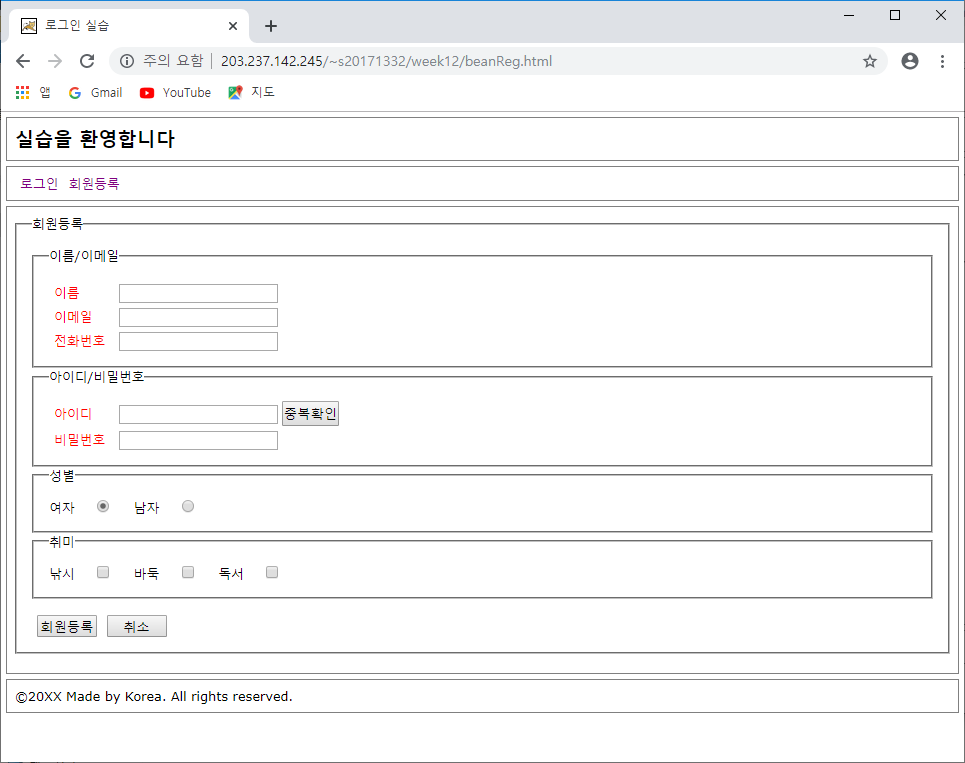 로그인 실습
주의 요함 | 203.237.142.245/~s20171332/week12/beanReg.html
앱 Gmail YouTube 지도
실습을 환영합니다
로그인 회원등록
회원등록
이름/이메일
이름
이메일
전화번호
아이디/비밀번호
아이디 중복확인
비밀번호
성별
여자 남자
취미
낚시 바둑 독서
회원등록 취소
©20XX Made by Korea. All rights reserved.